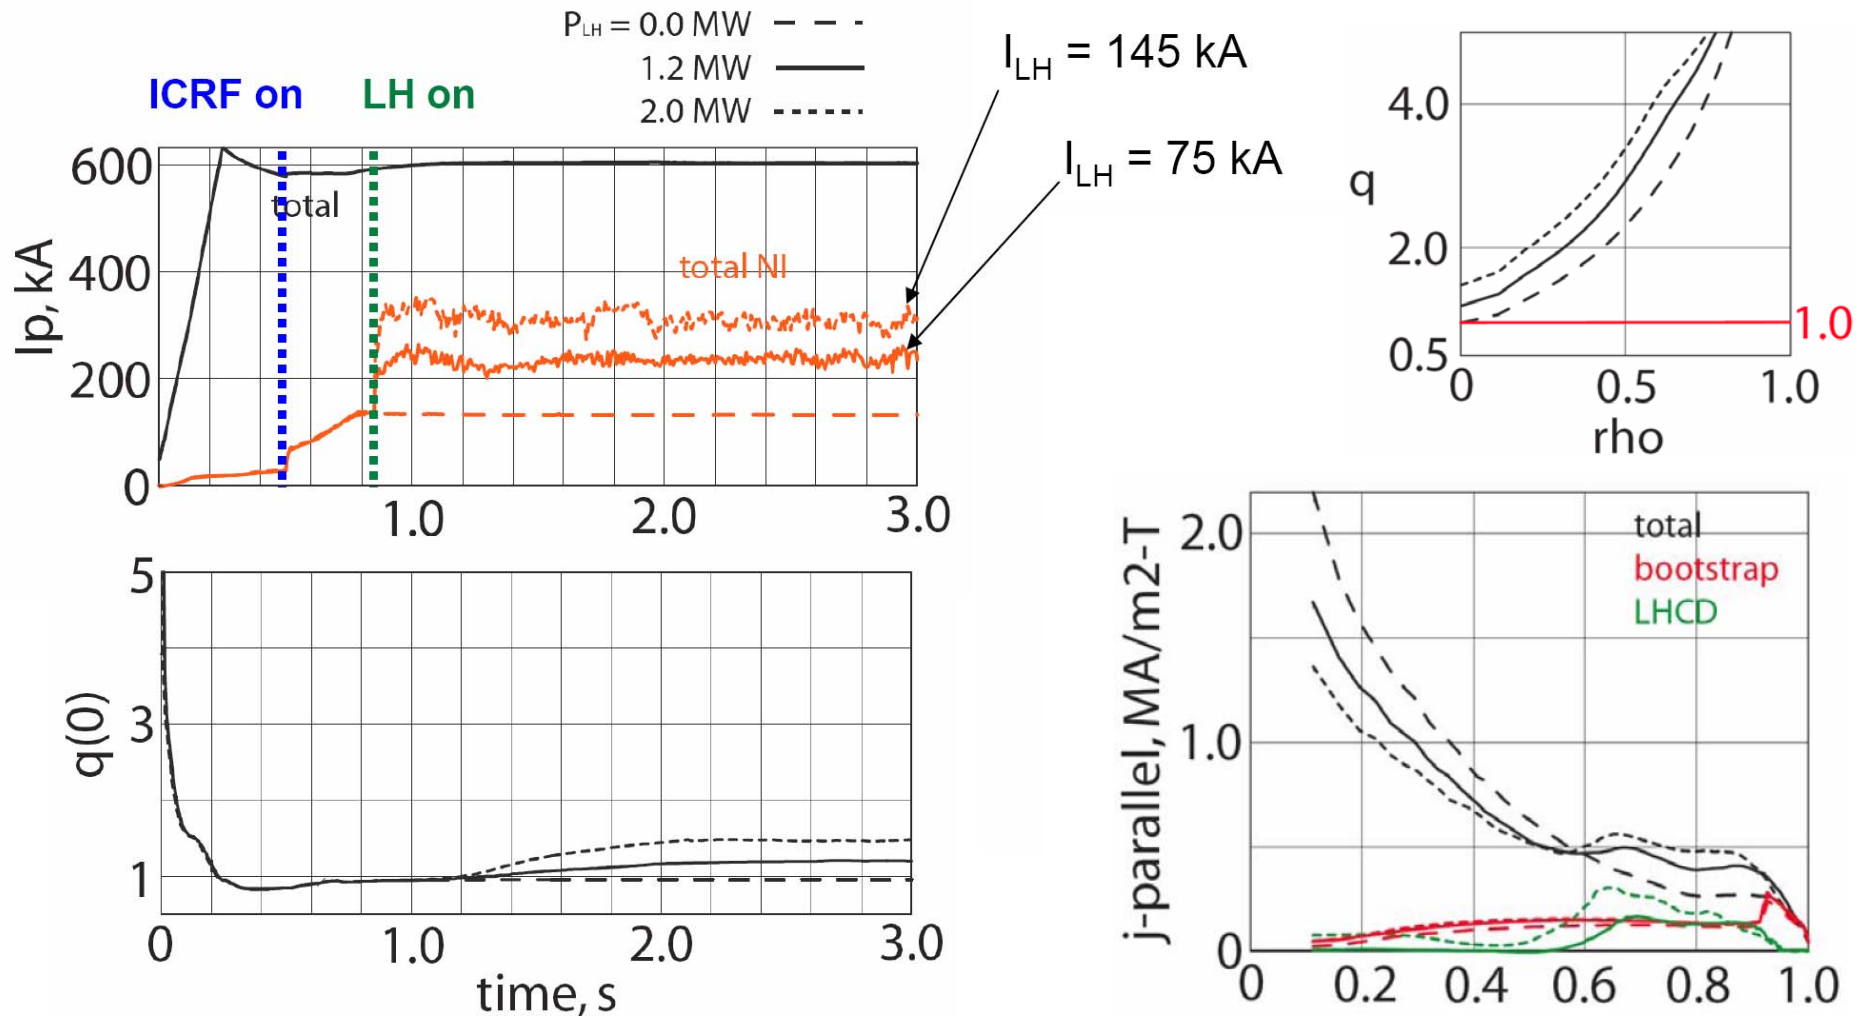 P_LH = 0.0 MW
1.2 MW
2.0 MW
ICRF on
LH on
I_LH = 145 kA
I_LH = 75 kA
Ip, kA
600
400
200
0
total
total NI
1.0
2.0
3.0
q(0)
5
3
1
0
1.0
2.0
3.0
time, s
q
4.0
2.0
0.5
1.0
0
0.5
1.0
rho
j-parallel, MA/m2-T
2.0
1.0
0
total
bootstrap
LHCD
0
0.2
0.4
0.6
0.8
1.0